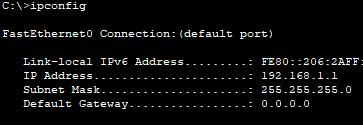 C:\>ipconfig
FastEthernet0 Connection:(default port)
Link-local IPv6 Address.........: FE80::206:2AFF:
IP Address......................: 192.168.1.1
Subnet Mask.....................: 255.255.255.0
Default Gateway.................: 0.0.0.0